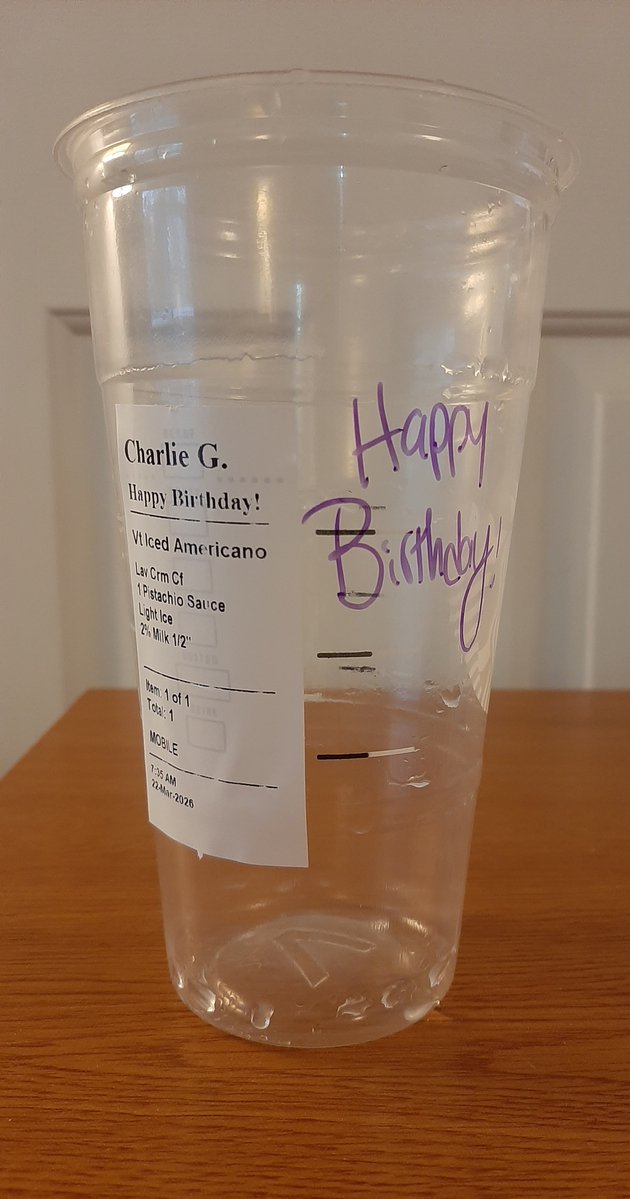 Charlie G.
Happy Birthday!
Vt Iced Americano
Lav Crm Cf
1 Pistachio Sauce
Light Ice
2% Milk 1/2"
Item: 1 of 1
Total: 1
MOBILE
7:35 AM
22-Mar-2026
Happy
Birthday!